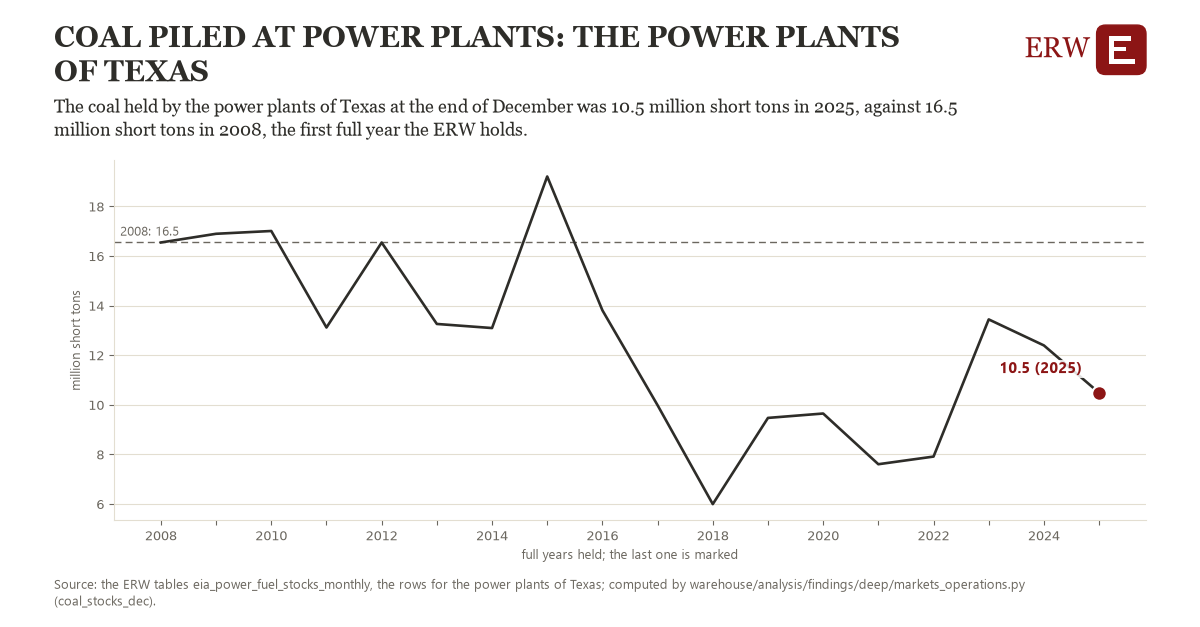 COAL PILED AT POWER PLANTS: THE POWER PLANTS
OF TEXAS
ERW E
The coal held by the power plants of Texas at the end of December was 10.5 million short tons in 2025, against 16.5
million short tons in 2008, the first full year the ERW holds.
18
2008: 16.5
16
14
12
10
8
6
million short tons
10.5 (2025)
2008 2010 2012 2014 2016 2018 2020 2022 2024
full years held; the last one is marked
Source: the ERW tables eia_power_fuel_stocks_monthly, the rows for the power plants of Texas; computed by warehouse/analysis/findings/deep/markets_operations.py
(coal_stocks_dec).